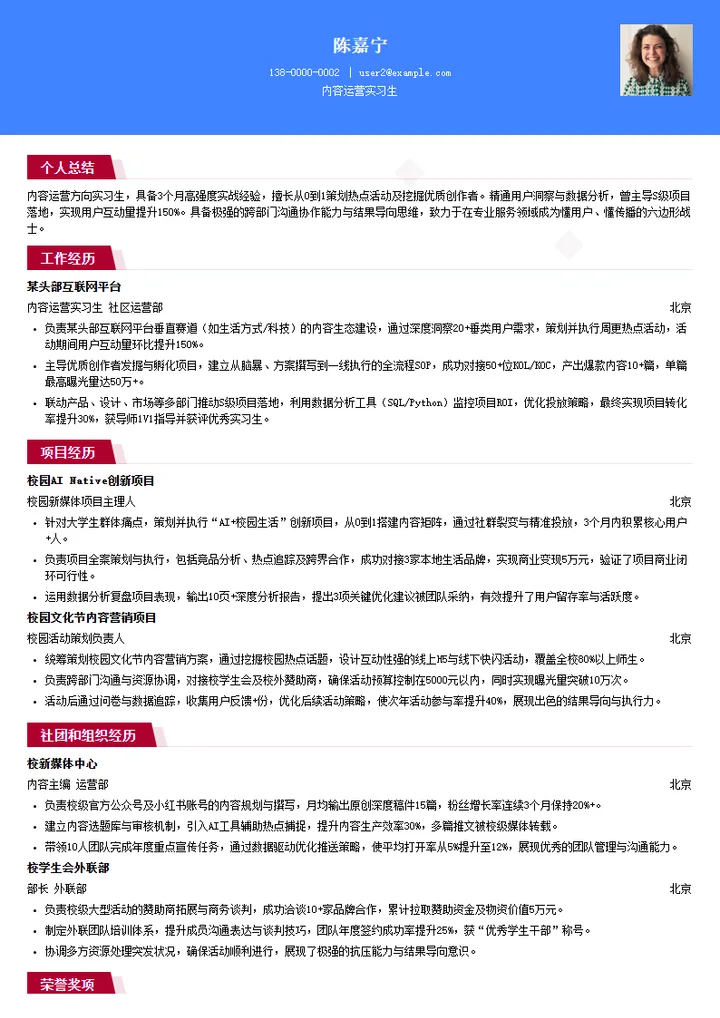 陈嘉宁
138-0000-0002 | user2@example.com
内容运营实习生
个人总结
内容运营方向实习生，具备3个月高强度实战经验，擅长从0到1策划热点活动及挖掘优质创作者。精通用户洞察与数据分析，曾主导S级项目
落地，实现用户互动量提升150%。具备极强的跨部门沟通协作能力与结果导向思维，致力于在专业服务领域成为懂用户、懂传播的六边形战
士。
工作经历
某头部互联网平台
内容运营实习生 社区运营部 北京
• 负责某头部互联网平台垂直赛道（如生活方式/科技）的内容生态建设，通过深度洞察20+垂类用户需求，策划并执行周更热点活动，活
动期间用户互动量环比提升150%。
• 主导优质创作者发掘与孵化项目，建立从脑暴、方案撰写到一线执行的全流程SOP，成功对接50+位KOL/KOC，产出爆款内容10+篇，单篇
最高曝光量达50万+。
• 联动产品、设计、市场等多部门推动S级项目落地，利用数据分析工具（SQL/Python）监控项目ROI，优化投放策略，最终实现项目转化
率提升30%，获导师1V1指导并获评优秀实习生。
项目经历
校园AI Native创新项目
校园新媒体项目主理人 北京
• 针对大学生群体痛点，策划并执行“AI+校园生活”创新项目，从0到1搭建内容矩阵，通过社群裂变与精准投放，3个月内积累核心用户
+人。
• 负责项目全案策划与执行，包括竞品分析、热点追踪及跨界合作，成功对接3家本地生活品牌，实现商业变现5万元，验证了项目商业闭
环可行性。
• 运用数据分析复盘项目表现，输出10页+深度分析报告，提出3项关键优化建议被团队采纳，有效提升了用户留存率与活跃度。
校园文化节内容营销项目
校园活动策划负责人 北京
• 统筹策划校园文化节内容营销方案，通过挖掘校园热点话题，设计互动性强的线上H5与线下快闪活动，覆盖全校80%以上师生。
• 负责跨部门沟通与资源协调，对接校学生会及校外赞助商，确保活动预算控制在5000元以内，同时实现曝光量突破10万次。
• 活动后通过问卷与数据追踪，收集用户反馈+份，优化后续活动策略，使次年活动参与率提升40%，展现出色的结果导向与执行力。
社团和组织经历
校新媒体中心
内容主编 运营部 北京
• 负责校级官方公众号及小红书账号的内容规划与撰写，月均输出原创深度稿件15篇，粉丝增长率连续3个月保持20%+。
• 建立内容选题库与审核机制，引入AI工具辅助热点捕捉，提升内容生产效率30%，多篇推文被校级媒体转载。
• 带领10人团队完成年度重点宣传任务，通过数据驱动优化推送策略，使平均打开率从5%提升至12%，展现优秀的团队管理与沟通能力。
校学生会外联部
部长 外联部 北京
• 负责校级大型活动的赞助商拓展与商务谈判，成功洽谈10+家品牌合作，累计拉取赞助资金及物资价值5万元。
• 制定外联团队培训体系，提升成员沟通表达与谈判技巧，团队年度签约成功率提升25%，获“优秀学生干部”称号。
• 协调多方资源处理突发状况，确保活动顺利进行，展现了极强的抗压能力与结果导向意识。
荣誉奖项